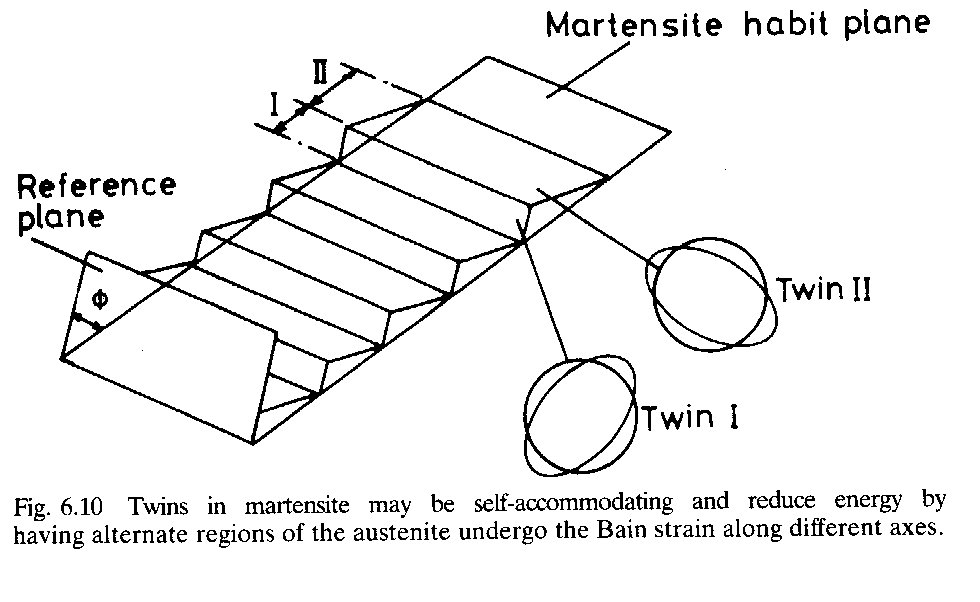 Martensite habit plane
II
I
Reference
plane
Φ
Twin II
Twin I
Fig. 6.10 Twins in martensite may be self-accommodating and reduce energy by
having alternate regions of the austenite undergo the Bain strain along different axes.